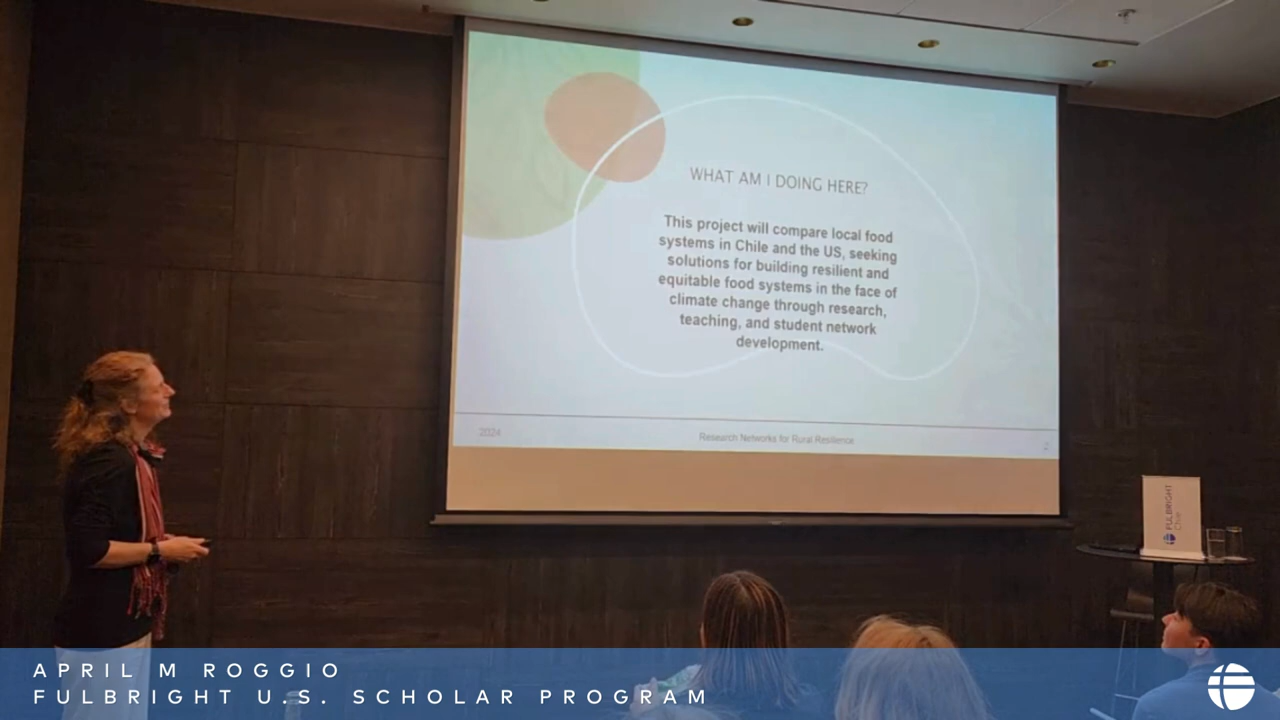 WHAT AM I DOING HERE?
This project will compare local food
systems in Chile and the US, seeking
solutions for building resilient and
equitable food systems in the face of
climate change through research,
teaching, and student network
development.
2024
Research Networks for Rural Resilience
2
FULBRIGHT
Chile
APRIL M ROGGIO
FULBRIGHT U.S. SCHOLAR PROGRAM